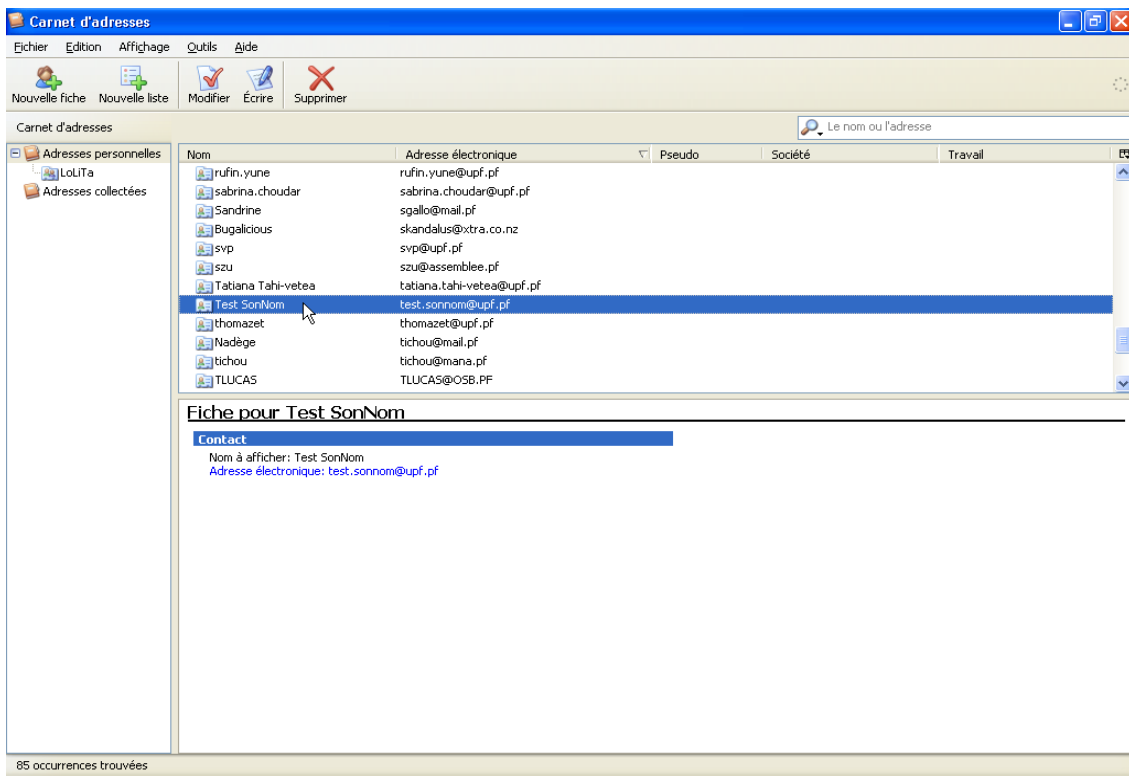 Carnet d'adresses
Fichier Edition Affichage Outils Aide
Nouvelle fiche Nouvelle liste Modifier Écrire Supprimer
Carnet d'adresses Le nom ou l'adresse
Adresses personnelles
LoLiTa
Adresses collectées
Nom Adresse électronique Pseudo Société Travail
rufin.yune rufin.yune@upf.pf
sabrina.choudar sabrina.choudar@upf.pf
Sandrine sgallo@mail.pf
Bugalicious skandalus@xtra.co.nz
svp svp@upf.pf
szu szu@assemblee.pf
Tatiana Tahi-vetea tatiana.tahi-vetea@upf.pf
Test SonNom test.sonnom@upf.pf
thomazet thomazet@upf.pf
Nadège tichou@mail.pf
tichou tichou@mana.pf
TLUCAS TLUCAS@OSB.PF
Fiche pour Test SonNom
Contact
Nom à afficher: Test SonNom
Adresse électronique: test.sonnom@upf.pf
85 occurrences trouvées